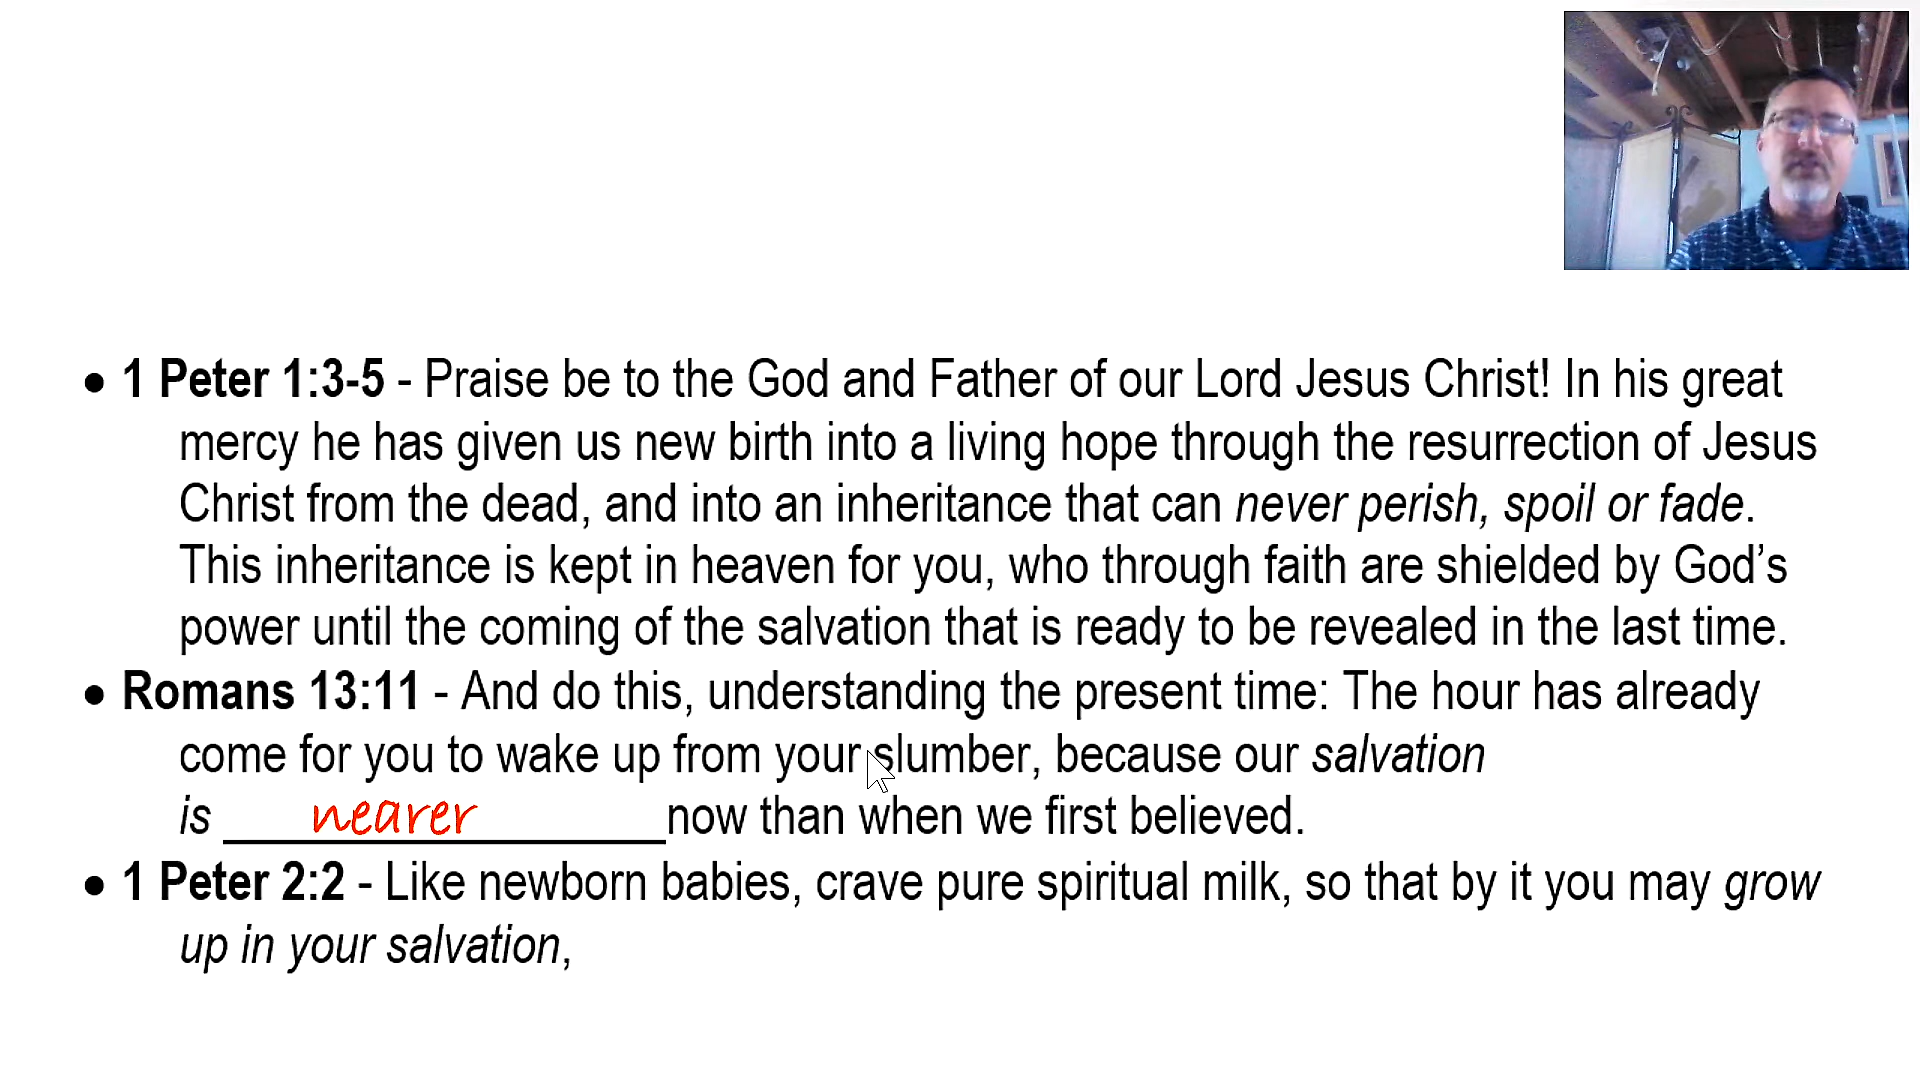 ● 1 Peter 1:3-5 - Praise be to the God and Father of our Lord Jesus Christ! In his great
mercy he has given us new birth into a living hope through the resurrection of Jesus
Christ from the dead, and into an inheritance that can never perish, spoil or fade.
This inheritance is kept in heaven for you, who through faith are shielded by God’s
power until the coming of the salvation that is ready to be revealed in the last time.
● Romans 13:11 - And do this, understanding the present time: The hour has already
come for you to wake up from your slumber, because our salvation
is nearer now than when we first believed.
● 1 Peter 2:2 - Like newborn babies, crave pure spiritual milk, so that by it you may grow
up in your salvation,